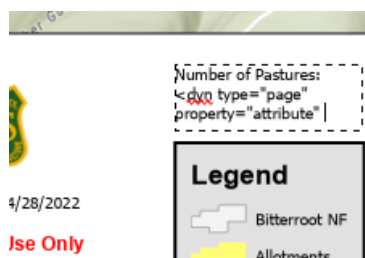 Number of Pastures:
<dyn type="page"
property="attribute"
Legend
4/28/2022
Bitterroot NF
Use Only
Allotments